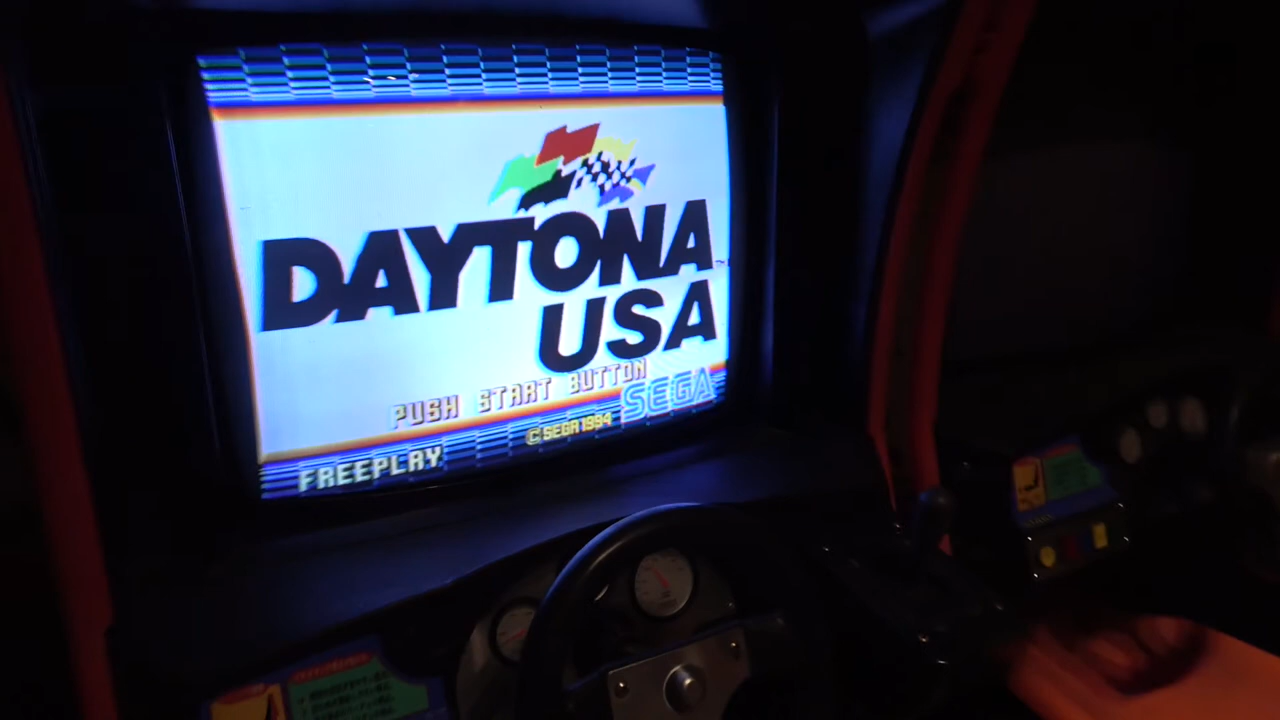 DAYTONA
USA
PUSH START BUTTON
SEGA
© SEGA 1994
FREEPLAY